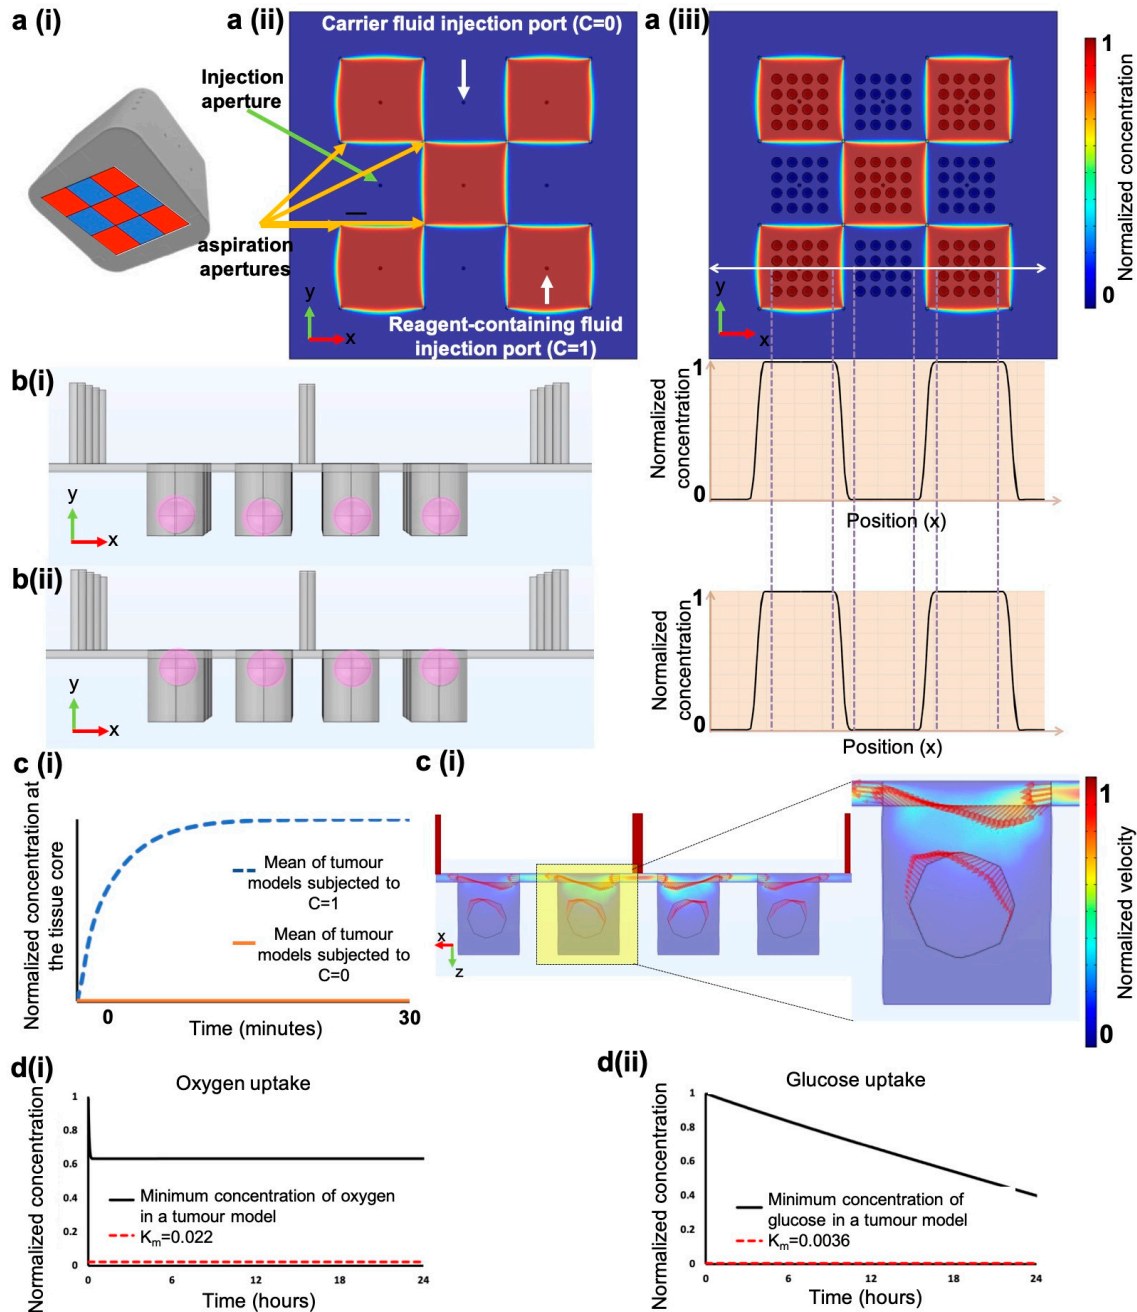 a (i)
a (ii)
Carrier fluid injection port (C=0)
Injection
aperture
aspiration
apertures
y
x
Reagent-containing fluid
injection port (C=1)
a (iii)
y
x
1
0
Normalized concentration
1
0
Normalized
concentration
Position (x)
1
0
Normalized
concentration
Position (x)
b(i)
y
x
b(ii)
y
x
c (i)
Normalized concentration at
the tissue core
Mean of tumour
models subjected to
C=1
Mean of tumour
models subjected to
C=0
0
30
Time (minutes)
c (i)
x
z
1
0
Normalized velocity
d(i)
Oxygen uptake
Normalized concentration
1
0.8
0.6
0.4
0.2
0
Minimum concentration of oxygen
in a tumour model
Km=0.022
0 6 12 18 24
Time (hours)
d(ii)
Glucose uptake
Normalized concentration
1
0.8
0.6
0.4
0.2
0
Minimum concentration of
glucose in a tumour model
Km=0.0036
0 6 12 18 24
Time (hours)